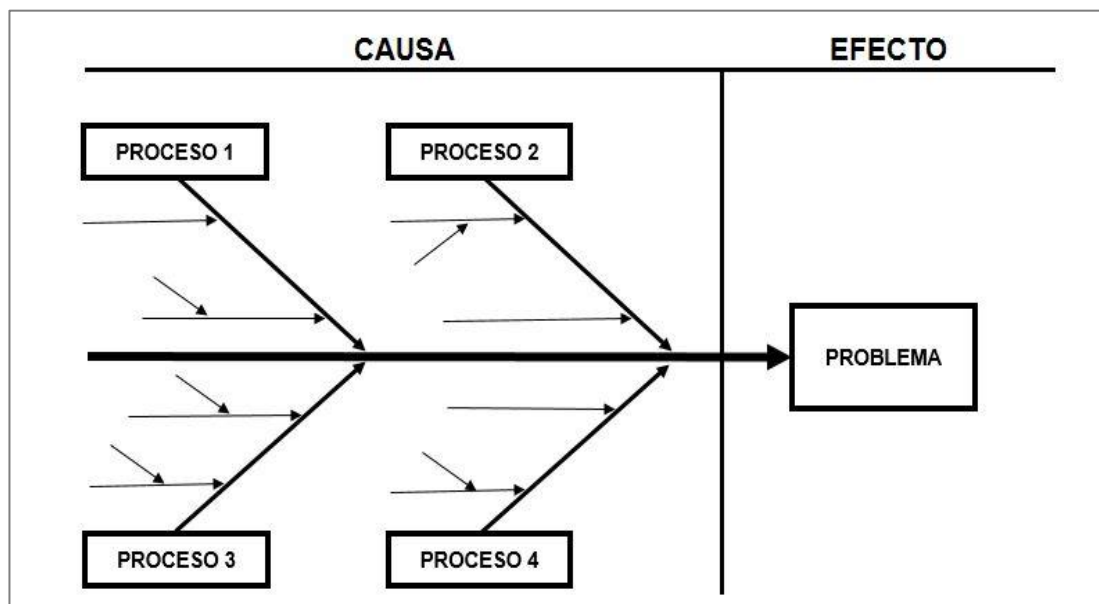 CAUSA
EFECTO
PROCESO 1
PROCESO 2
PROBLEMA
PROCESO 3
PROCESO 4